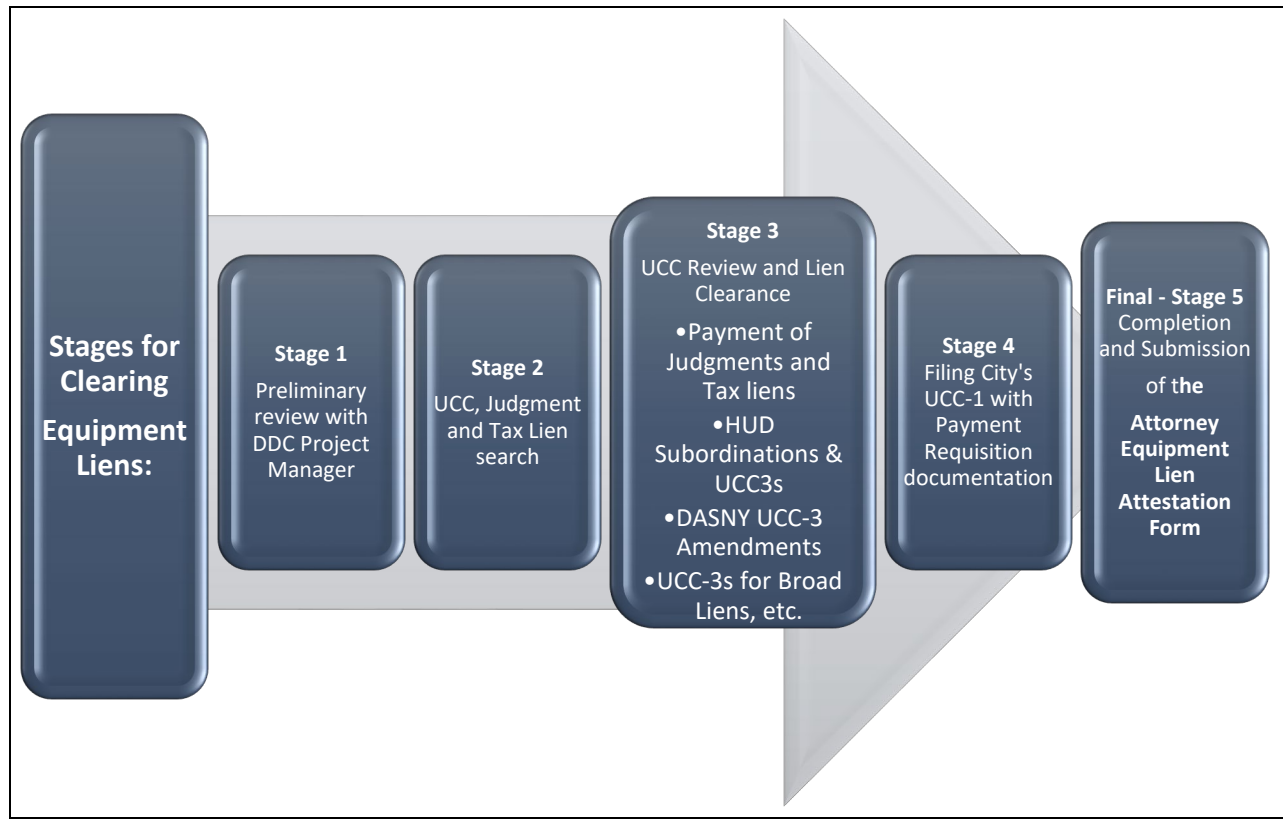 Stages for
Clearing
Equipment
Liens:
Stage 1
Preliminary
review with
DDC Project
Manager
Stage 2
UCC, Judgment
and Tax Lien
search
Stage 3
UCC Review and Lien
Clearance
•Payment of
Judgments and
Tax liens
•HUD
Subordinations &
UCC3s
•DASNY UCC-3
Amendments
•UCC-3s for Broad
Liens, etc.
Stage 4
Filing City's
UCC-1 with
Payment
Requisition
documentation
Final - Stage 5
Completion
and Submission
of the
Attorney
Equipment
Lien
Attestation
Form